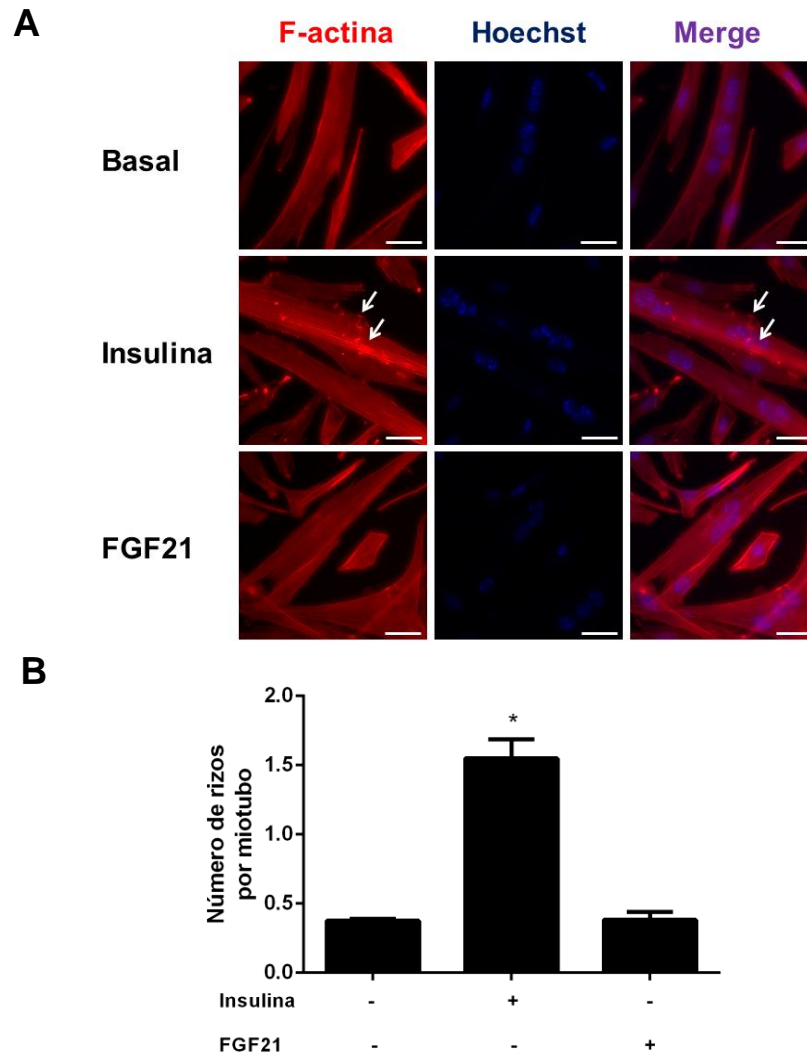 A
F-actina Hoechst Merge
Basal
Insulina
FGF21
B
Número de rizos
por miotubo
2.0
1.5
1.0
0.5
0.0
*
Insulina - + -
FGF21 - - +